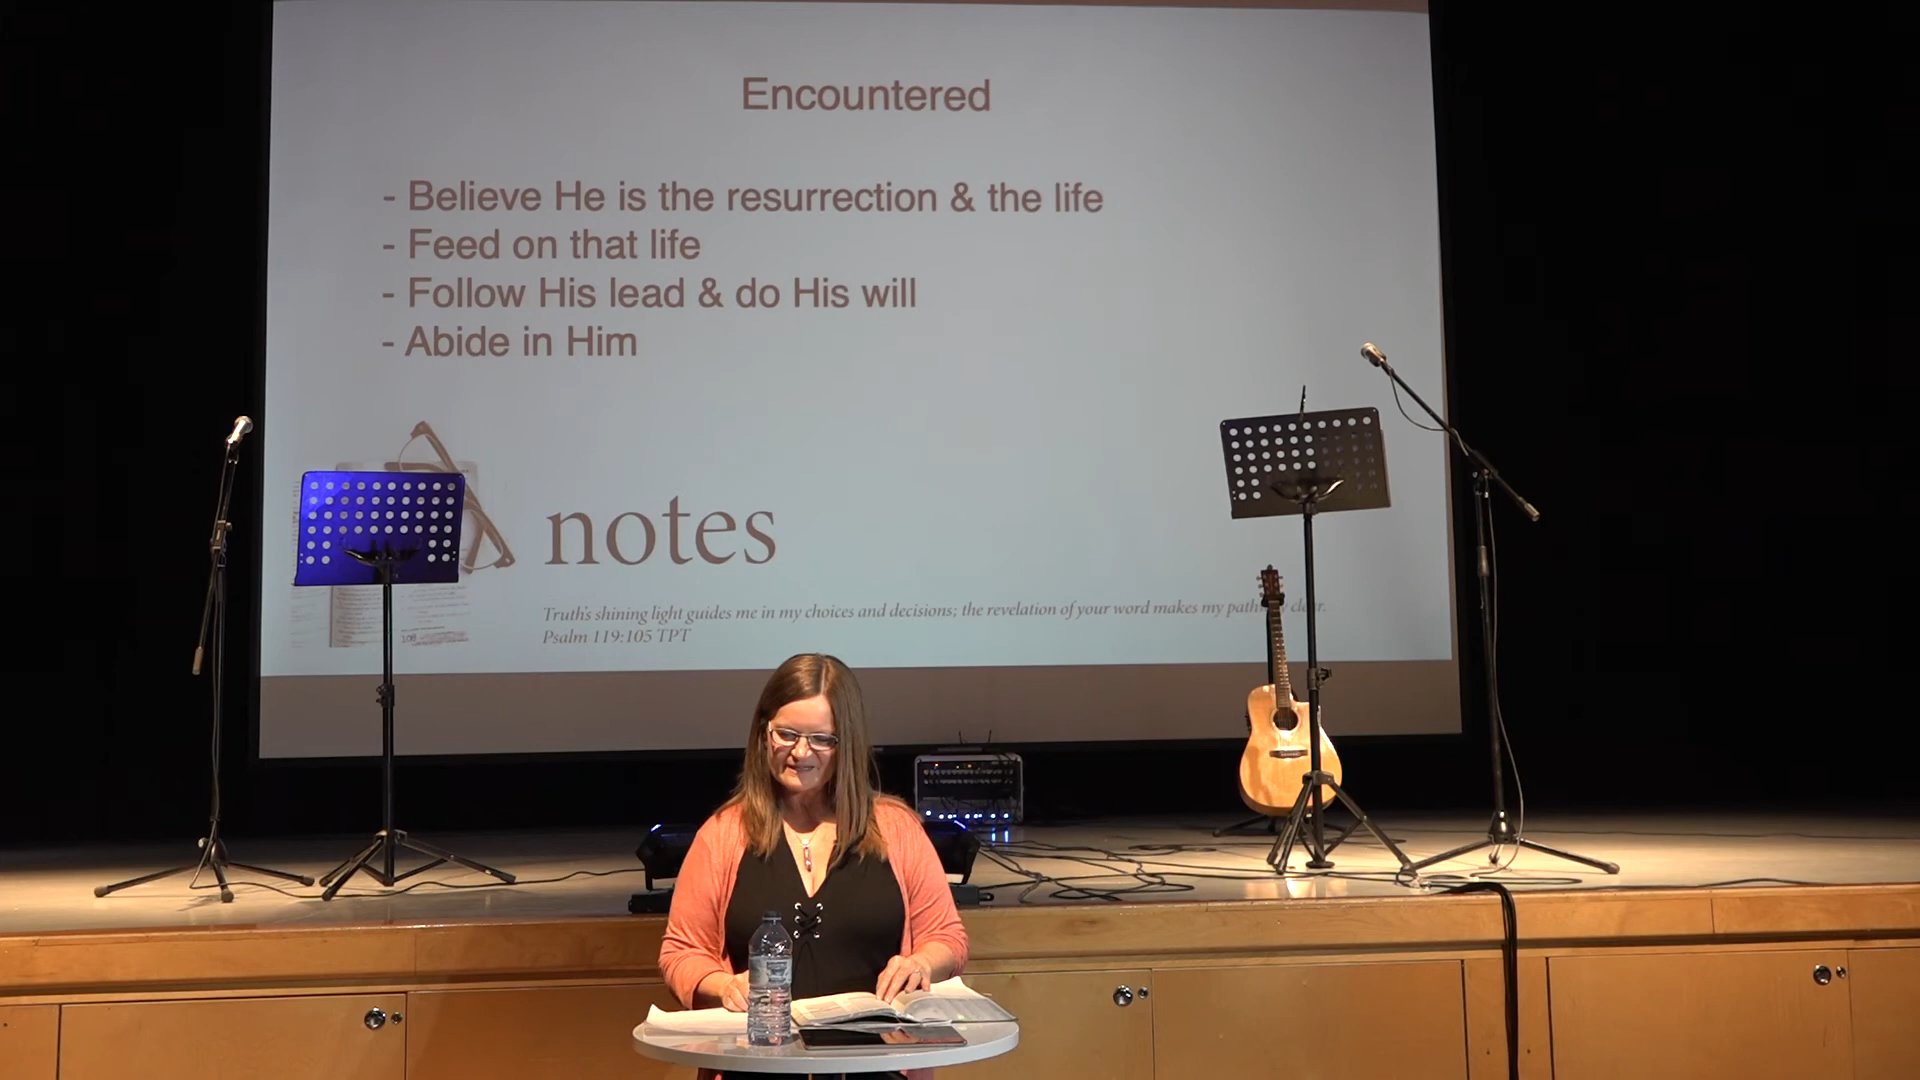 Encountered
- Believe He is the resurrection & the life
- Feed on that life
- Follow His lead & do His will
- Abide in Him
notes
Truth's shining light guides me in my choices and decisions; the revelation of your word makes my pathway clear.
Psalm 119:105 TPT